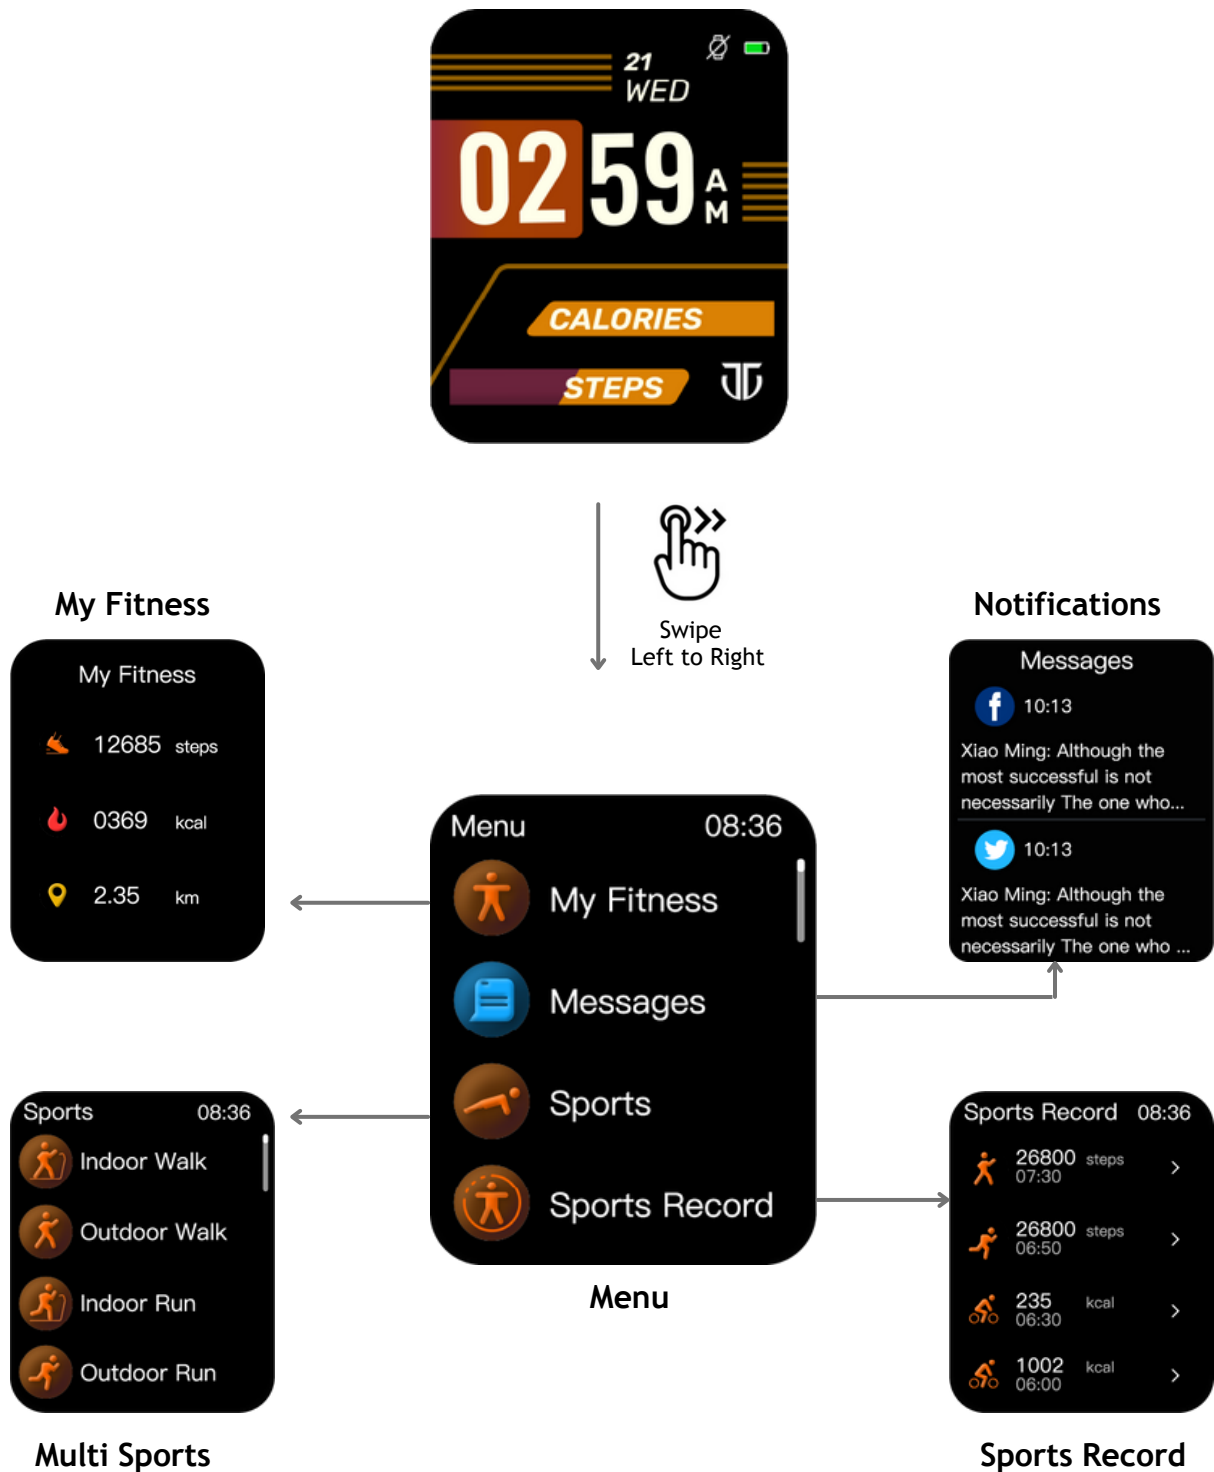 21
WED
02 59 AM
CALORIES
STEPS
Swipe
Left to Right
My Fitness
My Fitness
12685 steps
0369 kcal
2.35 km
Notifications
Messages
10:13
Xiao Ming: Although the
most successful is not
necessarily The one who...
10:13
Xiao Ming: Although the
most successful is not
necessarily The one who ...
Menu 08:36
My Fitness
Messages
Sports
Sports Record
Menu
Sports 08:36
Indoor Walk
Outdoor Walk
Indoor Run
Outdoor Run
Multi Sports
Sports Record 08:36
26800 steps
07:30
26800 steps
06:50
235 kcal
06:30
1002 kcal
06:00
Sports Record